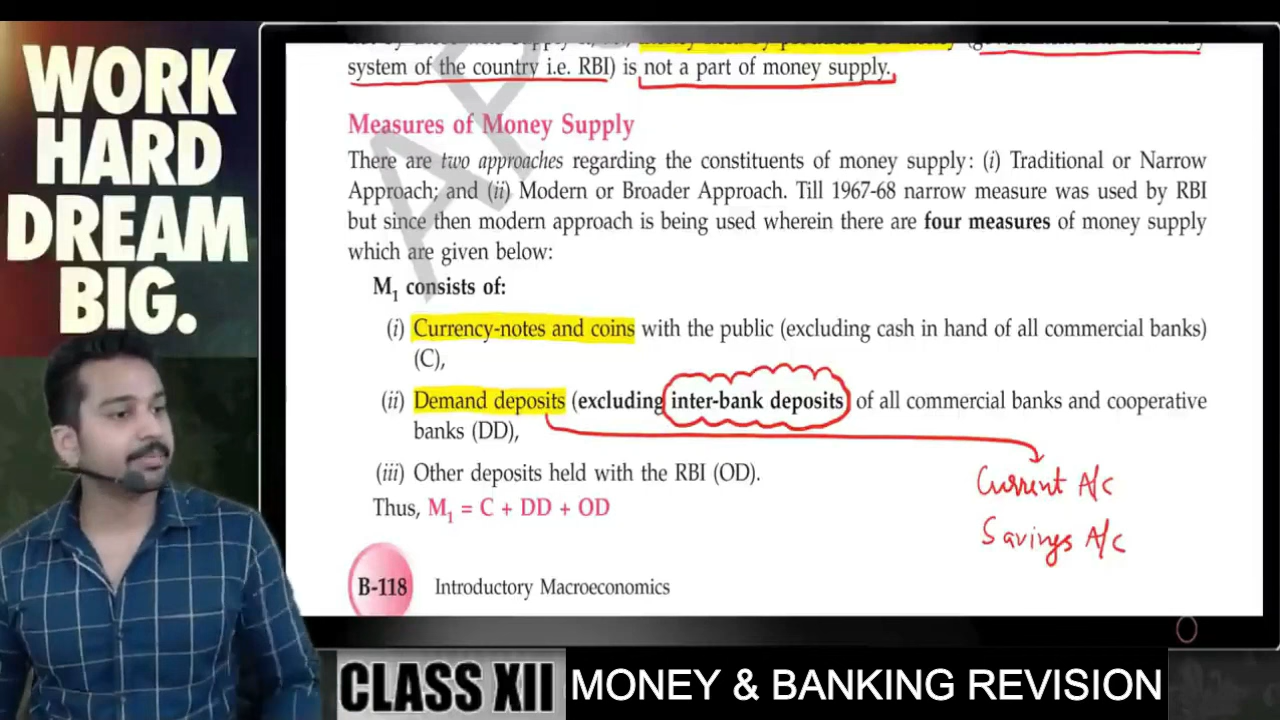 WORK
HARD
DREAM
BIG.
system of the country i.e. RBI) is not a part of money supply.
Measures of Money Supply
There are two approaches regarding the constituents of money supply: (i) Traditional or Narrow
Approach; and (ii) Modern or Broader Approach. Till 1967-68 narrow measure was used by RBI
but since then modern approach is being used wherein there are four measures of money supply
which are given below:
M₁ consists of:
(i) Currency-notes and coins with the public (excluding cash in hand of all commercial banks)
(C),
(ii) Demand deposits (excluding inter-bank deposits) of all commercial banks and cooperative
banks (DD),
(iii) Other deposits held with the RBI (OD).
Current A/c
Thus, M₁ = C + DD + OD
Savings A/c
B-118 Introductory Macroeconomics
CLASS XII MONEY & BANKING REVISION